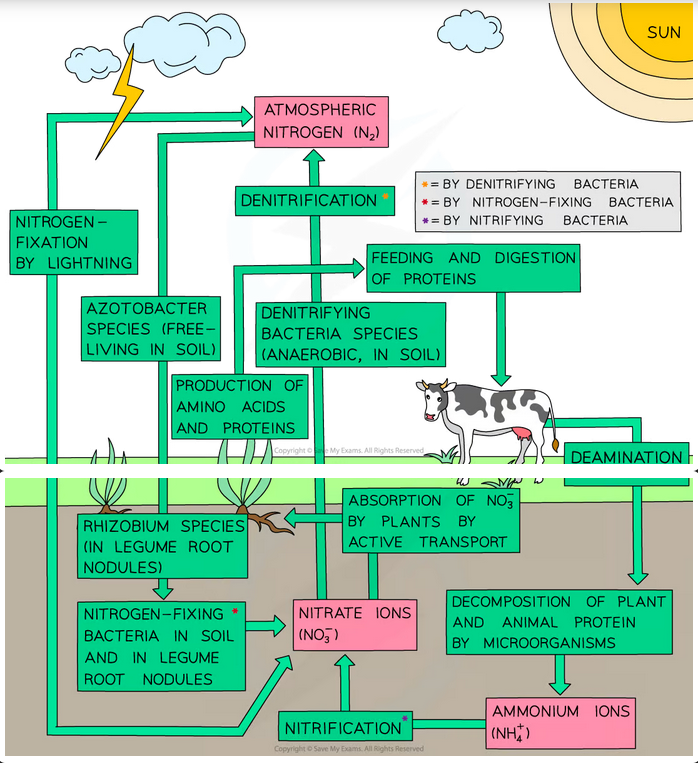 SUN
ATMOSPHERIC
NITROGEN (N₂)
DENITRIFICATION *
* = BY DENITRIFYING BACTERIA
* = BY NITROGEN-FIXING BACTERIA
* = BY NITRIFYING BACTERIA
NITROGEN-
FIXATION
BY LIGHTNING
FEEDING AND DIGESTION
OF PROTEINS
AZOTOBACTER
SPECIES (FREE-
LIVING IN SOIL)
DENITRIFYING
BACTERIA SPECIES
(ANAEROBIC, IN SOIL)
PRODUCTION OF
AMINO ACIDS
AND PROTEINS
Copyright © Save My Exams. All Rights Reserved
DEAMINATION
ABSORPTION OF NO₃⁻
BY PLANTS BY
ACTIVE TRANSPORT
RHIZOBIUM SPECIES
(IN LEGUME ROOT
NODULES)
NITROGEN-FIXING *
BACTERIA IN SOIL
AND IN LEGUME
ROOT NODULES
NITRATE IONS
(NO₃⁻)
DECOMPOSITION OF PLANT
AND ANIMAL PROTEIN
BY MICROORGANISMS
NITRIFICATION *
AMMONIUM IONS
(NH₄⁺)
Copyright © Save My Exams. All Rights Reserved